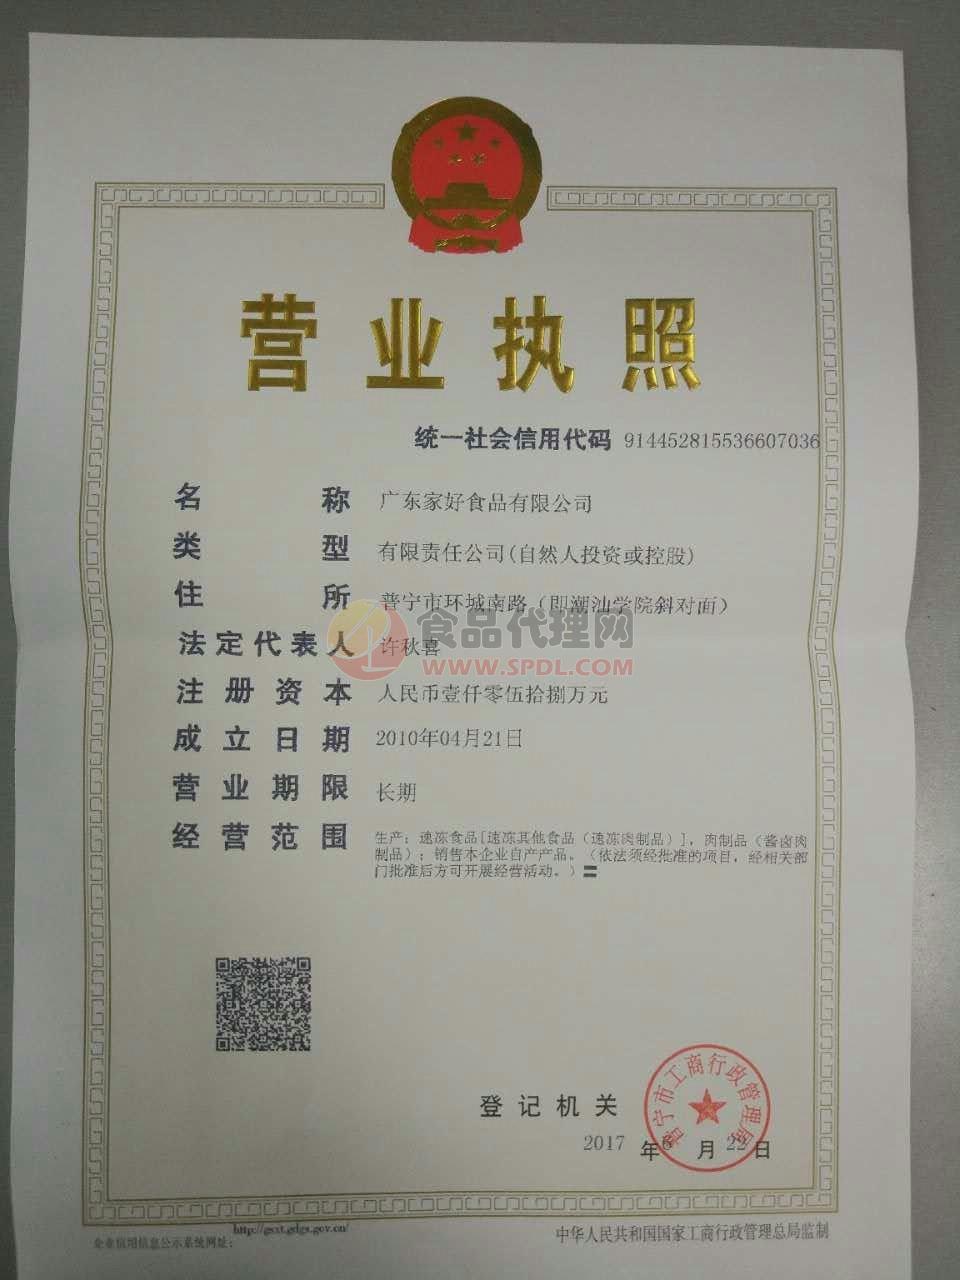 营业执照
统一社会信用代码 914452815536607036
名称 广东家好食品有限公司
类型 有限责任公司(自然人投资或控股)
住所 普宁市环城南路（即潮汕学院斜对面）
法定代表人 许秋喜
注册资本 人民币壹仟零伍拾捌万元
成立日期 2010年04月21日
营业期限 长期
经营范围 生产：速冻食品[速冻其他食品（速冻肉制品）]，肉制品（酱卤肉
制品）；销售本企业自产产品。（依法须经批准的项目，经相关部
门批准后方可开展经营活动。）〓
食品代理网
WWW.SPDL.COM
登记机关
普宁市工商行政管理局
2017 年6 月 22日
http://gsxt.gdgs.gov.cn/
企业信用信息公示系统网址：
中华人民共和国国家工商行政管理总局监制